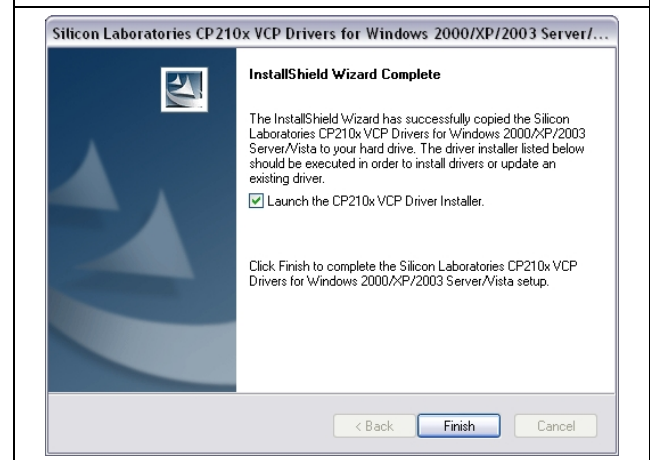 Silicon Laboratories CP210x VCP Drivers for Windows 2000/XP/2003 Server/...
InstallShield Wizard Complete
The InstallShield Wizard has successfully copied the Silicon
Laboratories CP210x VCP Drivers for Windows 2000/XP/2003
Server/Vista to your hard drive. The driver installer listed below
should be executed in order to install drivers or update an
existing driver.
Launch the CP210x VCP Driver Installer.
Click Finish to complete the Silicon Laboratories CP210x VCP
Drivers for Windows 2000/XP/2003 Server/Vista setup.
< Back
Finish
Cancel